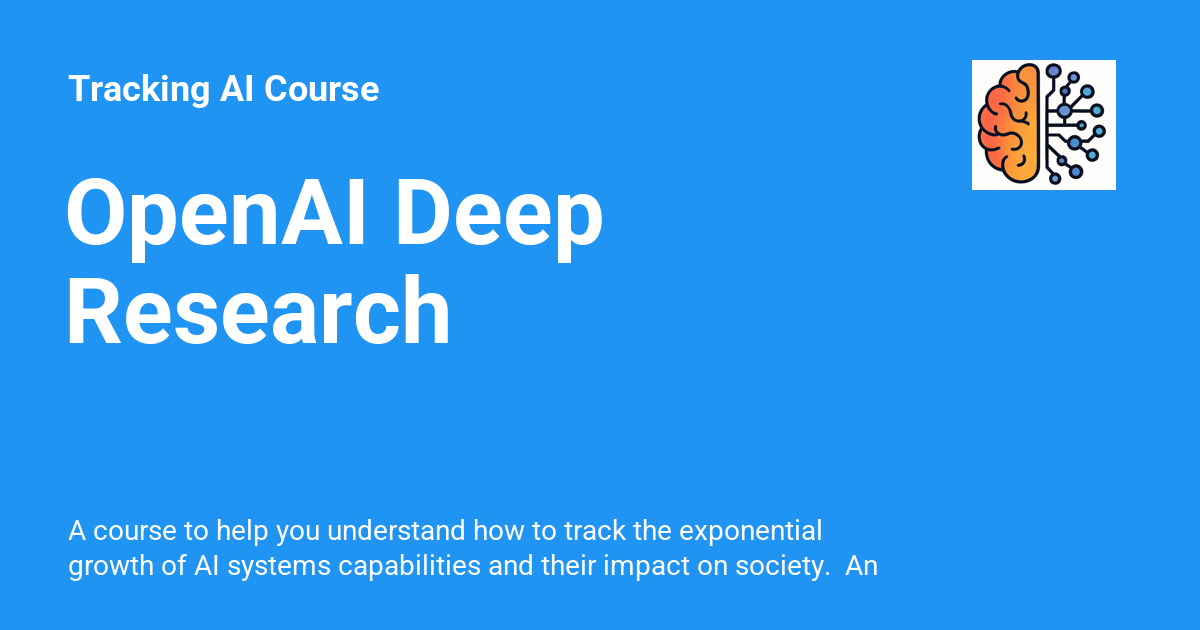 Tracking AI Course
OpenAI Deep
Research
A course to help you understand how to track the exponential
growth of AI systems capabilities and their impact on society.  An